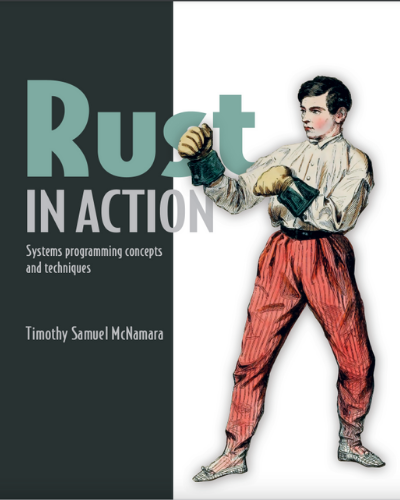 Rust
IN ACTION
Systems programming concepts
and techniques
Timothy Samuel McNamara